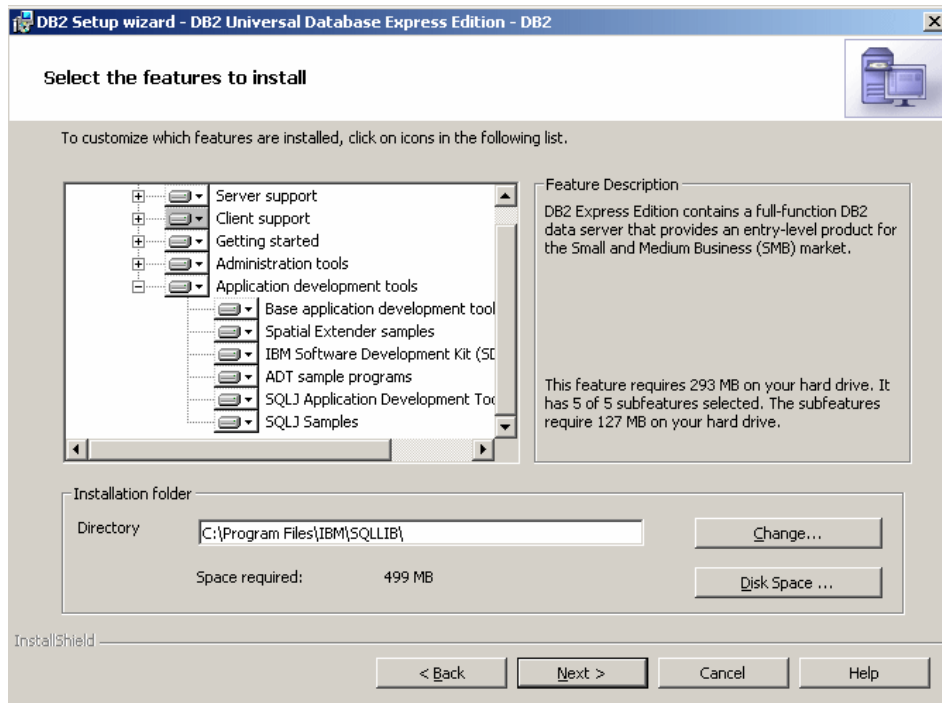 DB2 Setup wizard - DB2 Universal Database Express Edition - DB2
Select the features to install
To customize which features are installed, click on icons in the following list.
Server support
Client support
Getting started
Administration tools
Application development tools
Base application development tool
Spatial Extender samples
IBM Software Development Kit (SD
ADT sample programs
SQLJ Application Development Too
SQLJ Samples
Feature Description
DB2 Express Edition contains a full-function DB2
data server that provides an entry-level product for
the Small and Medium Business (SMB) market.
This feature requires 293 MB on your hard drive. It
has 5 of 5 subfeatures selected. The subfeatures
require 127 MB on your hard drive.
Installation folder
Directory
C:\Program Files\IBM\SQLLIB\
Change...
Space required: 499 MB
Disk Space ...
InstallShield
< Back
Next >
Cancel
Help